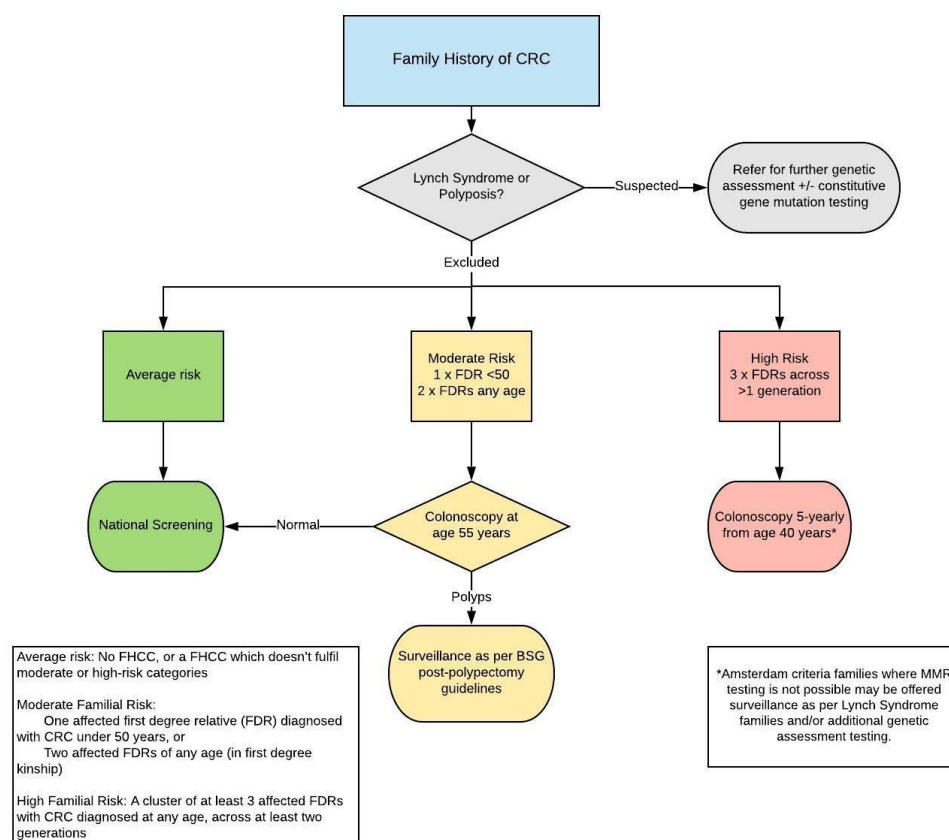 Family History of CRC
Lynch Syndrome or
Polyposis?
Suspected
Refer for further genetic
assessment +/- constitutive
gene mutation testing
Excluded
Average risk
Moderate Risk
1 x FDR <50
2 x FDRs any age
High Risk
3 x FDRs across
>1 generation
National Screening
Normal
Colonoscopy at
age 55 years
Colonoscopy 5-yearly
from age 40 years*
Polyps
Surveillance as per BSG
post-polypectomy
guidelines
Average risk: No FHCC, or a FHCC which doesn't fulfil
moderate or high-risk categories
Moderate Familial Risk:
One affected first degree relative (FDR) diagnosed
with CRC under 50 years, or
Two affected FDRs of any age (in first degree
kinship)
High Familial Risk: A cluster of at least 3 affected FDRs
with CRC diagnosed at any age, across at least two
generations
*Amsterdam criteria families where MMR
testing is not possible may be offered
surveillance as per Lynch Syndrome
families and/or additional genetic
assessment testing.